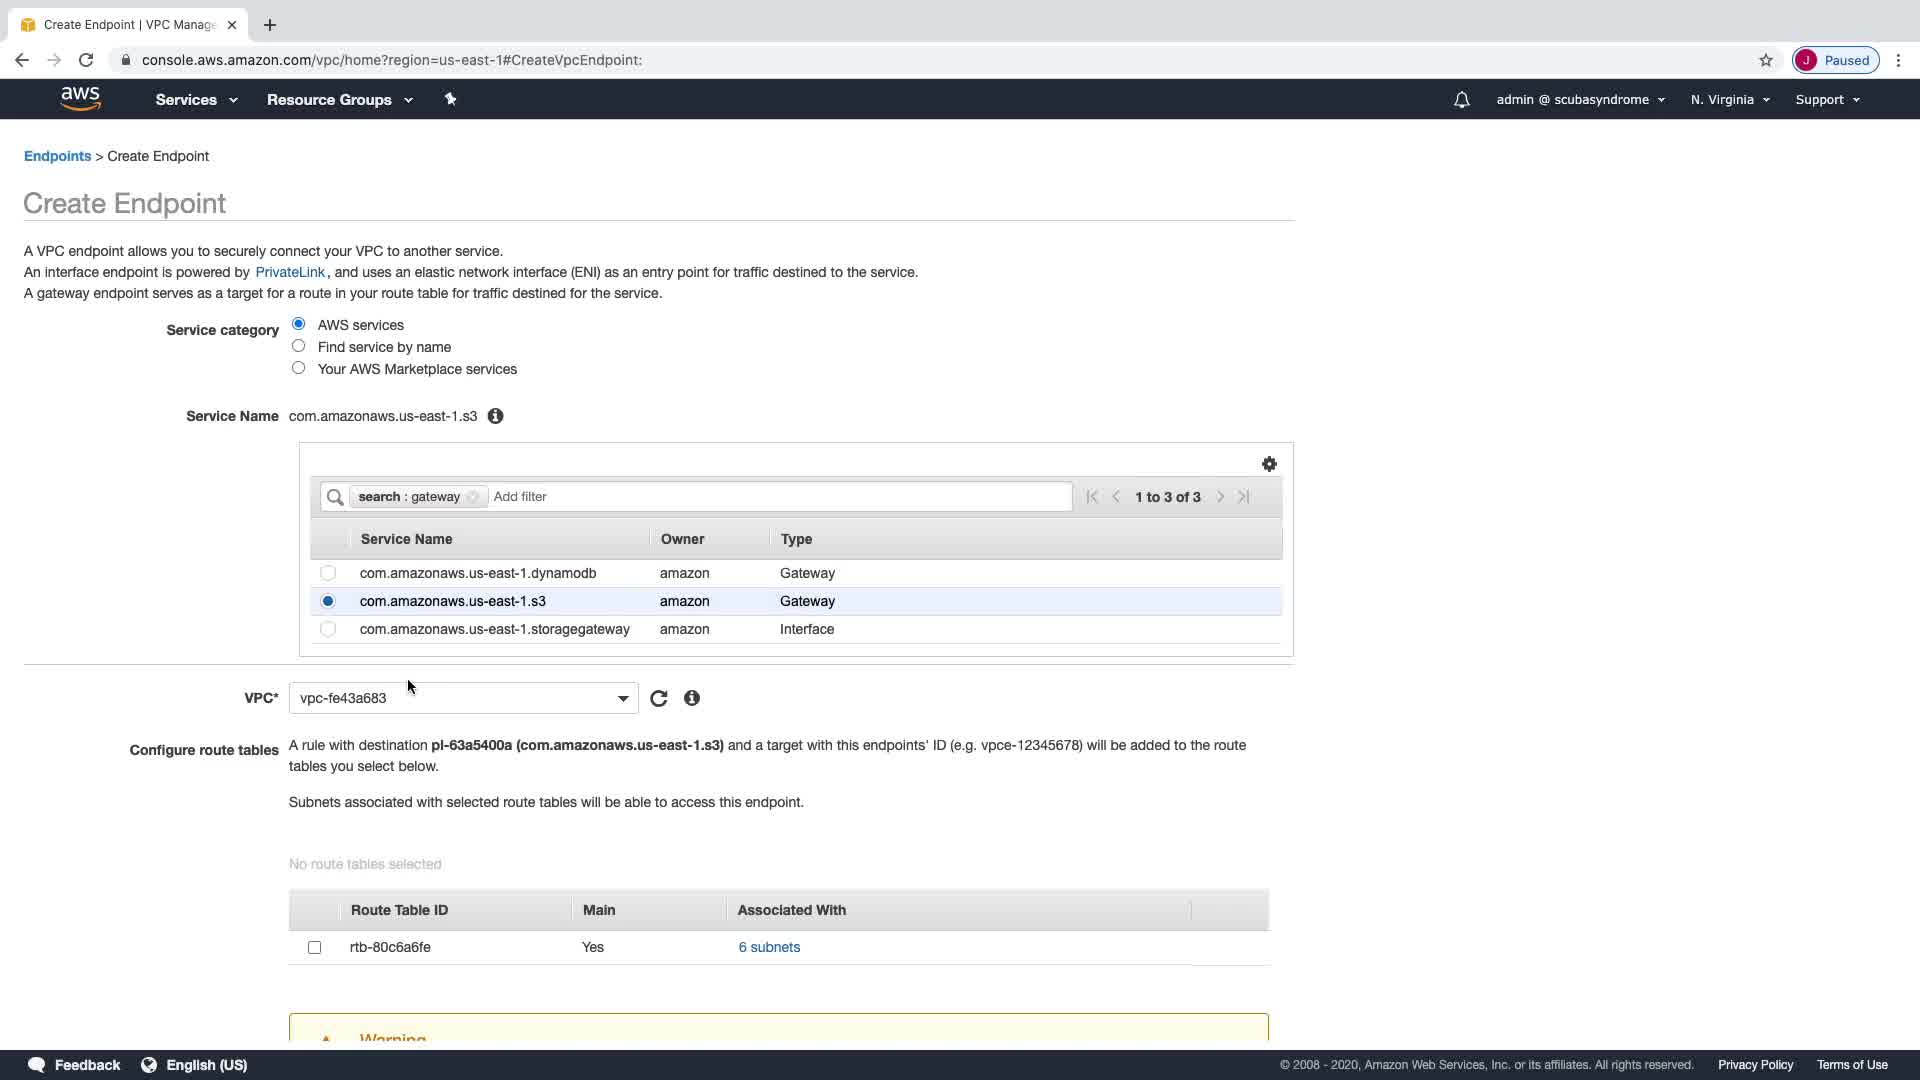 Create Endpoint | VPC Manage
console.aws.amazon.com/vpc/home?region=us-east-1#CreateVpcEndpoint:
J Paused
aws Services Resource Groups admin @ scubasyndrome N. Virginia Support
Endpoints > Create Endpoint
Create Endpoint
A VPC endpoint allows you to securely connect your VPC to another service.
An interface endpoint is powered by PrivateLink, and uses an elastic network interface (ENI) as an entry point for traffic destined to the service.
A gateway endpoint serves as a target for a route in your route table for traffic destined for the service.
Service category AWS services
Find service by name
Your AWS Marketplace services
Service Name com.amazonaws.us-east-1.s3
search : gateway Add filter 1 to 3 of 3
Service Name Owner Type
com.amazonaws.us-east-1.dynamodb amazon Gateway
com.amazonaws.us-east-1.s3 amazon Gateway
com.amazonaws.us-east-1.storagegateway amazon Interface
VPC* vpc-fe43a683
Configure route tables A rule with destination pl-63a5400a (com.amazonaws.us-east-1.s3) and a target with this endpoints' ID (e.g. vpce-12345678) will be added to the route
tables you select below.
Subnets associated with selected route tables will be able to access this endpoint.
No route tables selected
Route Table ID Main Associated With
rtb-80c6a6fe Yes 6 subnets
Warning
Feedback English (US) © 2008 - 2020, Amazon Web Services, Inc. or its affiliates. All rights reserved. Privacy Policy Terms of Use